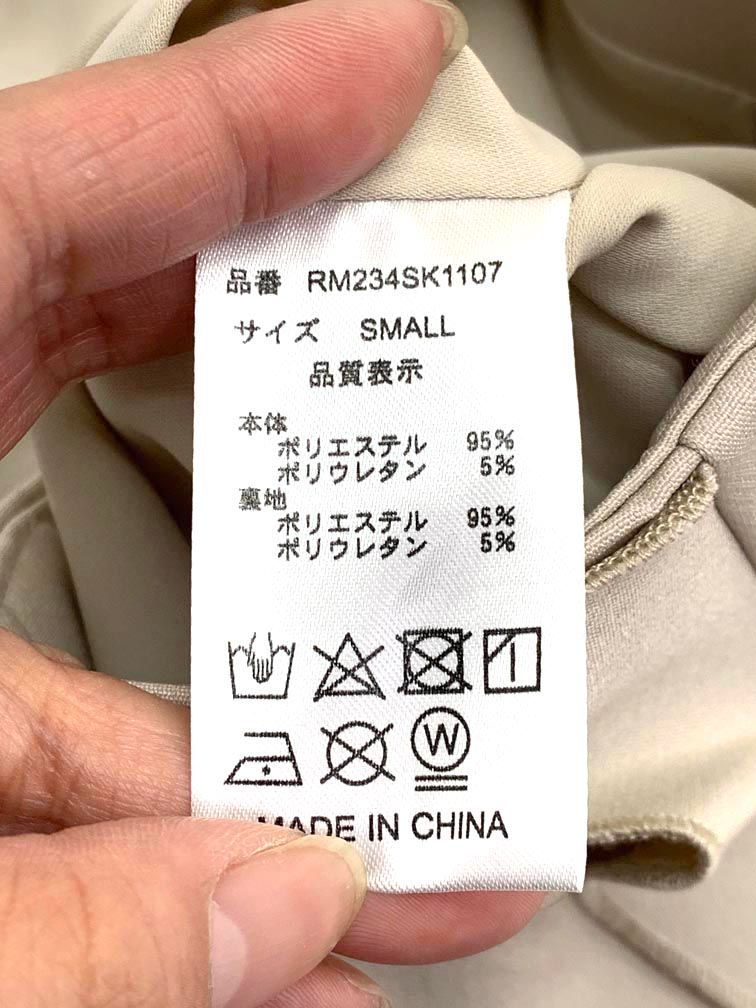 品番 RM234SK1107
サイズ SMALL
品質表示
本体
ポリエステル 95%
ポリウレタン 5%
裏地
ポリエステル 95%
ポリウレタン 5%
W
MADE IN CHINA